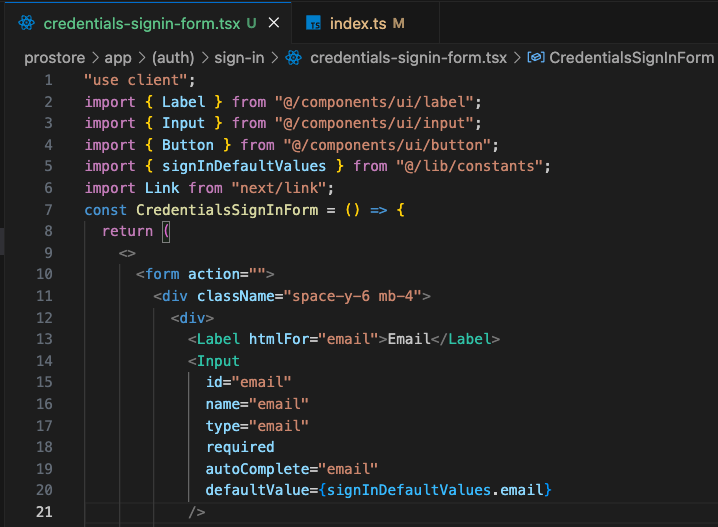 credentials-signin-form.tsx U × TS index.ts M
prostore > app > (auth) > sign-in > credentials-signin-form.tsx > CredentialsSignInForm
1 "use client";
2 import { Label } from "@/components/ui/label";
3 import { Input } from "@/components/ui/input";
4 import { Button } from "@/components/ui/button";
5 import { signInDefaultValues } from "@/lib/constants";
6 import Link from "next/link";
7 const CredentialsSignInForm = () => {
8 return (
9 <>
10 <form action="">
11 <div className="space-y-6 mb-4">
12 <div>
13 <Label htmlFor="email">Email</Label>
14 <Input
15 id="email"
16 name="email"
17 type="email"
18 required
19 autoComplete="email"
20 defaultValue={signInDefaultValues.email}
21 />